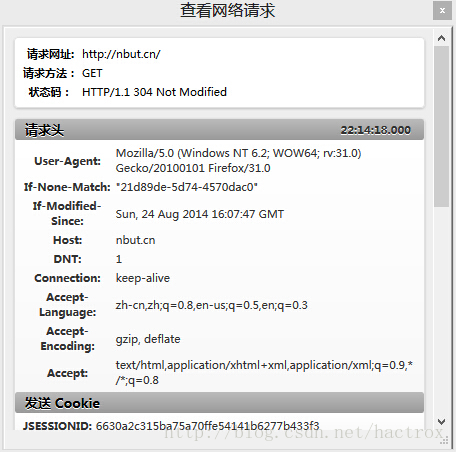 查看网络请求
请求网址: http://nbut.cn/
请求方法： GET
状态码： HTTP/1.1 304 Not Modified
请求头 22:14:18.000
User-Agent: Mozilla/5.0 (Windows NT 6.2; WOW64; rv:31.0)
Gecko/20100101 Firefox/31.0
If-None-Match: "21d89de-5d74-4570dac0"
If-Modified-
Since: Sun, 24 Aug 2014 16:07:47 GMT
Host: nbut.cn
DNT: 1
Connection: keep-alive
Accept-
Language: zh-cn,zh;q=0.8,en-us;q=0.5,en;q=0.3
Accept-
Encoding: gzip, deflate
Accept: text/html,application/xhtml+xml,application/xml;q=0.9,*
/*;q=0.8
发送 Cookie
JSESSIONID: 6630a2c315ba75a70ffe54141b6277b433f3
http://blog.csdn.net/hactrox